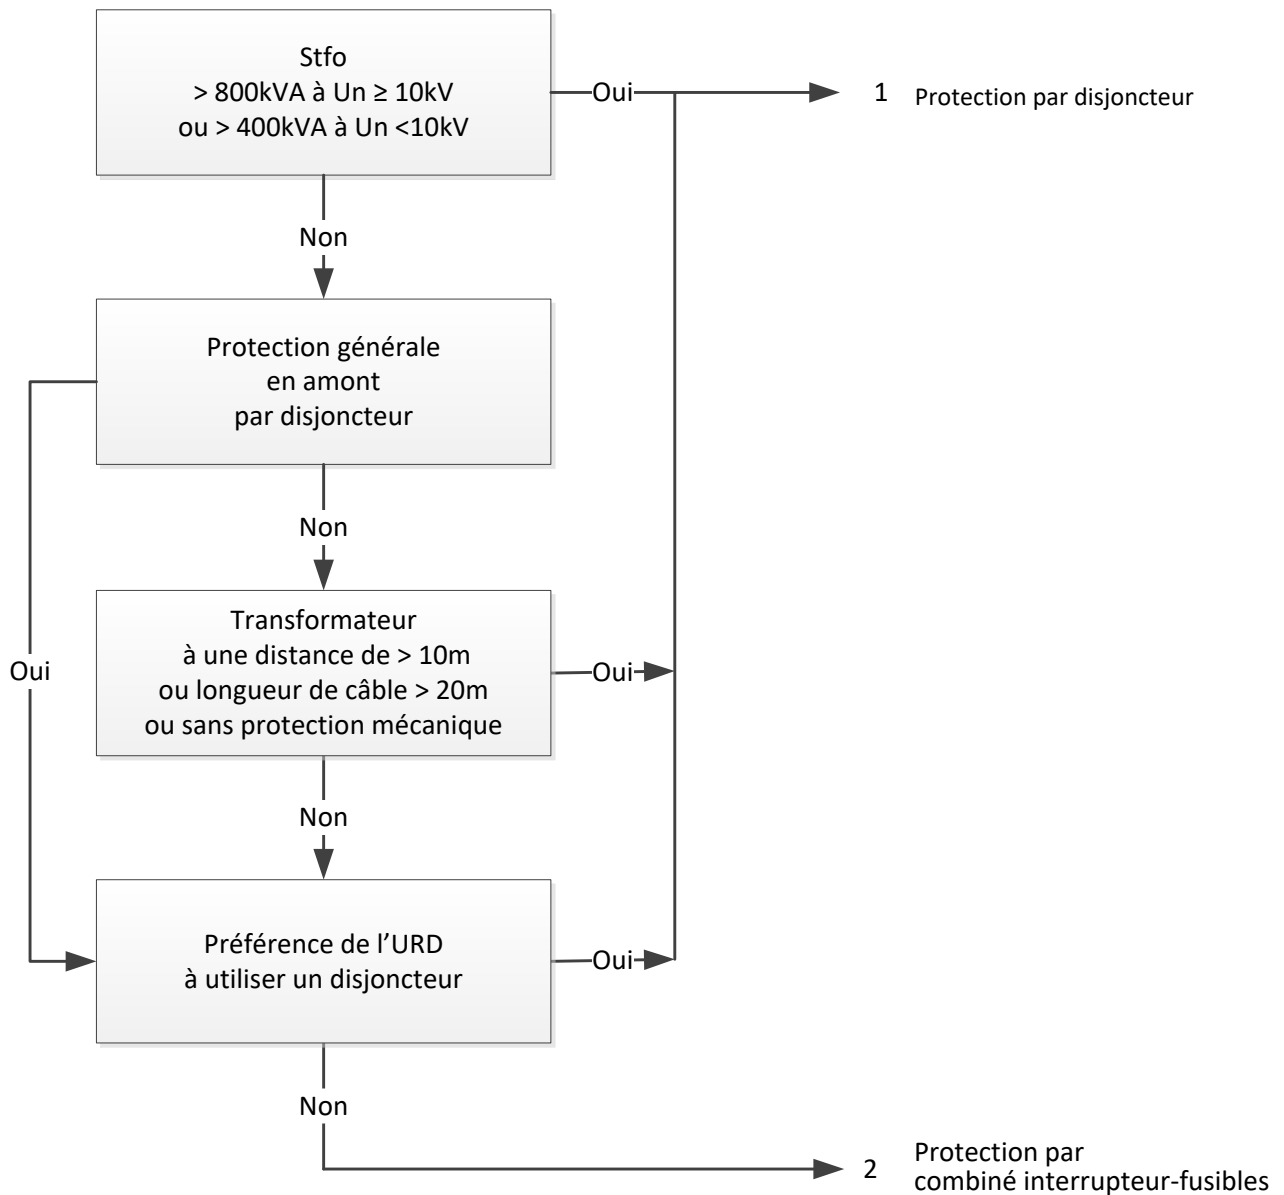 Stfo
> 800kVA à Un ≥ 10kV
ou > 400kVA à Un <10kV
Oui
1 Protection par disjoncteur
Non
Protection générale
en amont
par disjoncteur
Non
Transformateur
à une distance de > 10m
ou longueur de câble > 20m
ou sans protection mécanique
Oui
Oui
Non
Préférence de l’URD
à utiliser un disjoncteur
Oui
Non
2 Protection par
combiné interrupteur-fusibles